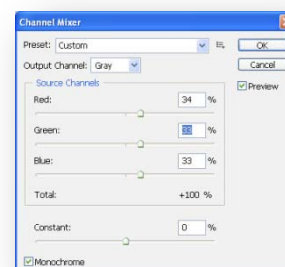 Channel Mixer
Preset: Custom
OK
Output Channel: Gray
Cancel
Source Channels
Preview
Red: 34 %
Green: 33 %
Blue: 33 %
Total: +100 %
Constant: 0 %
Monochrome